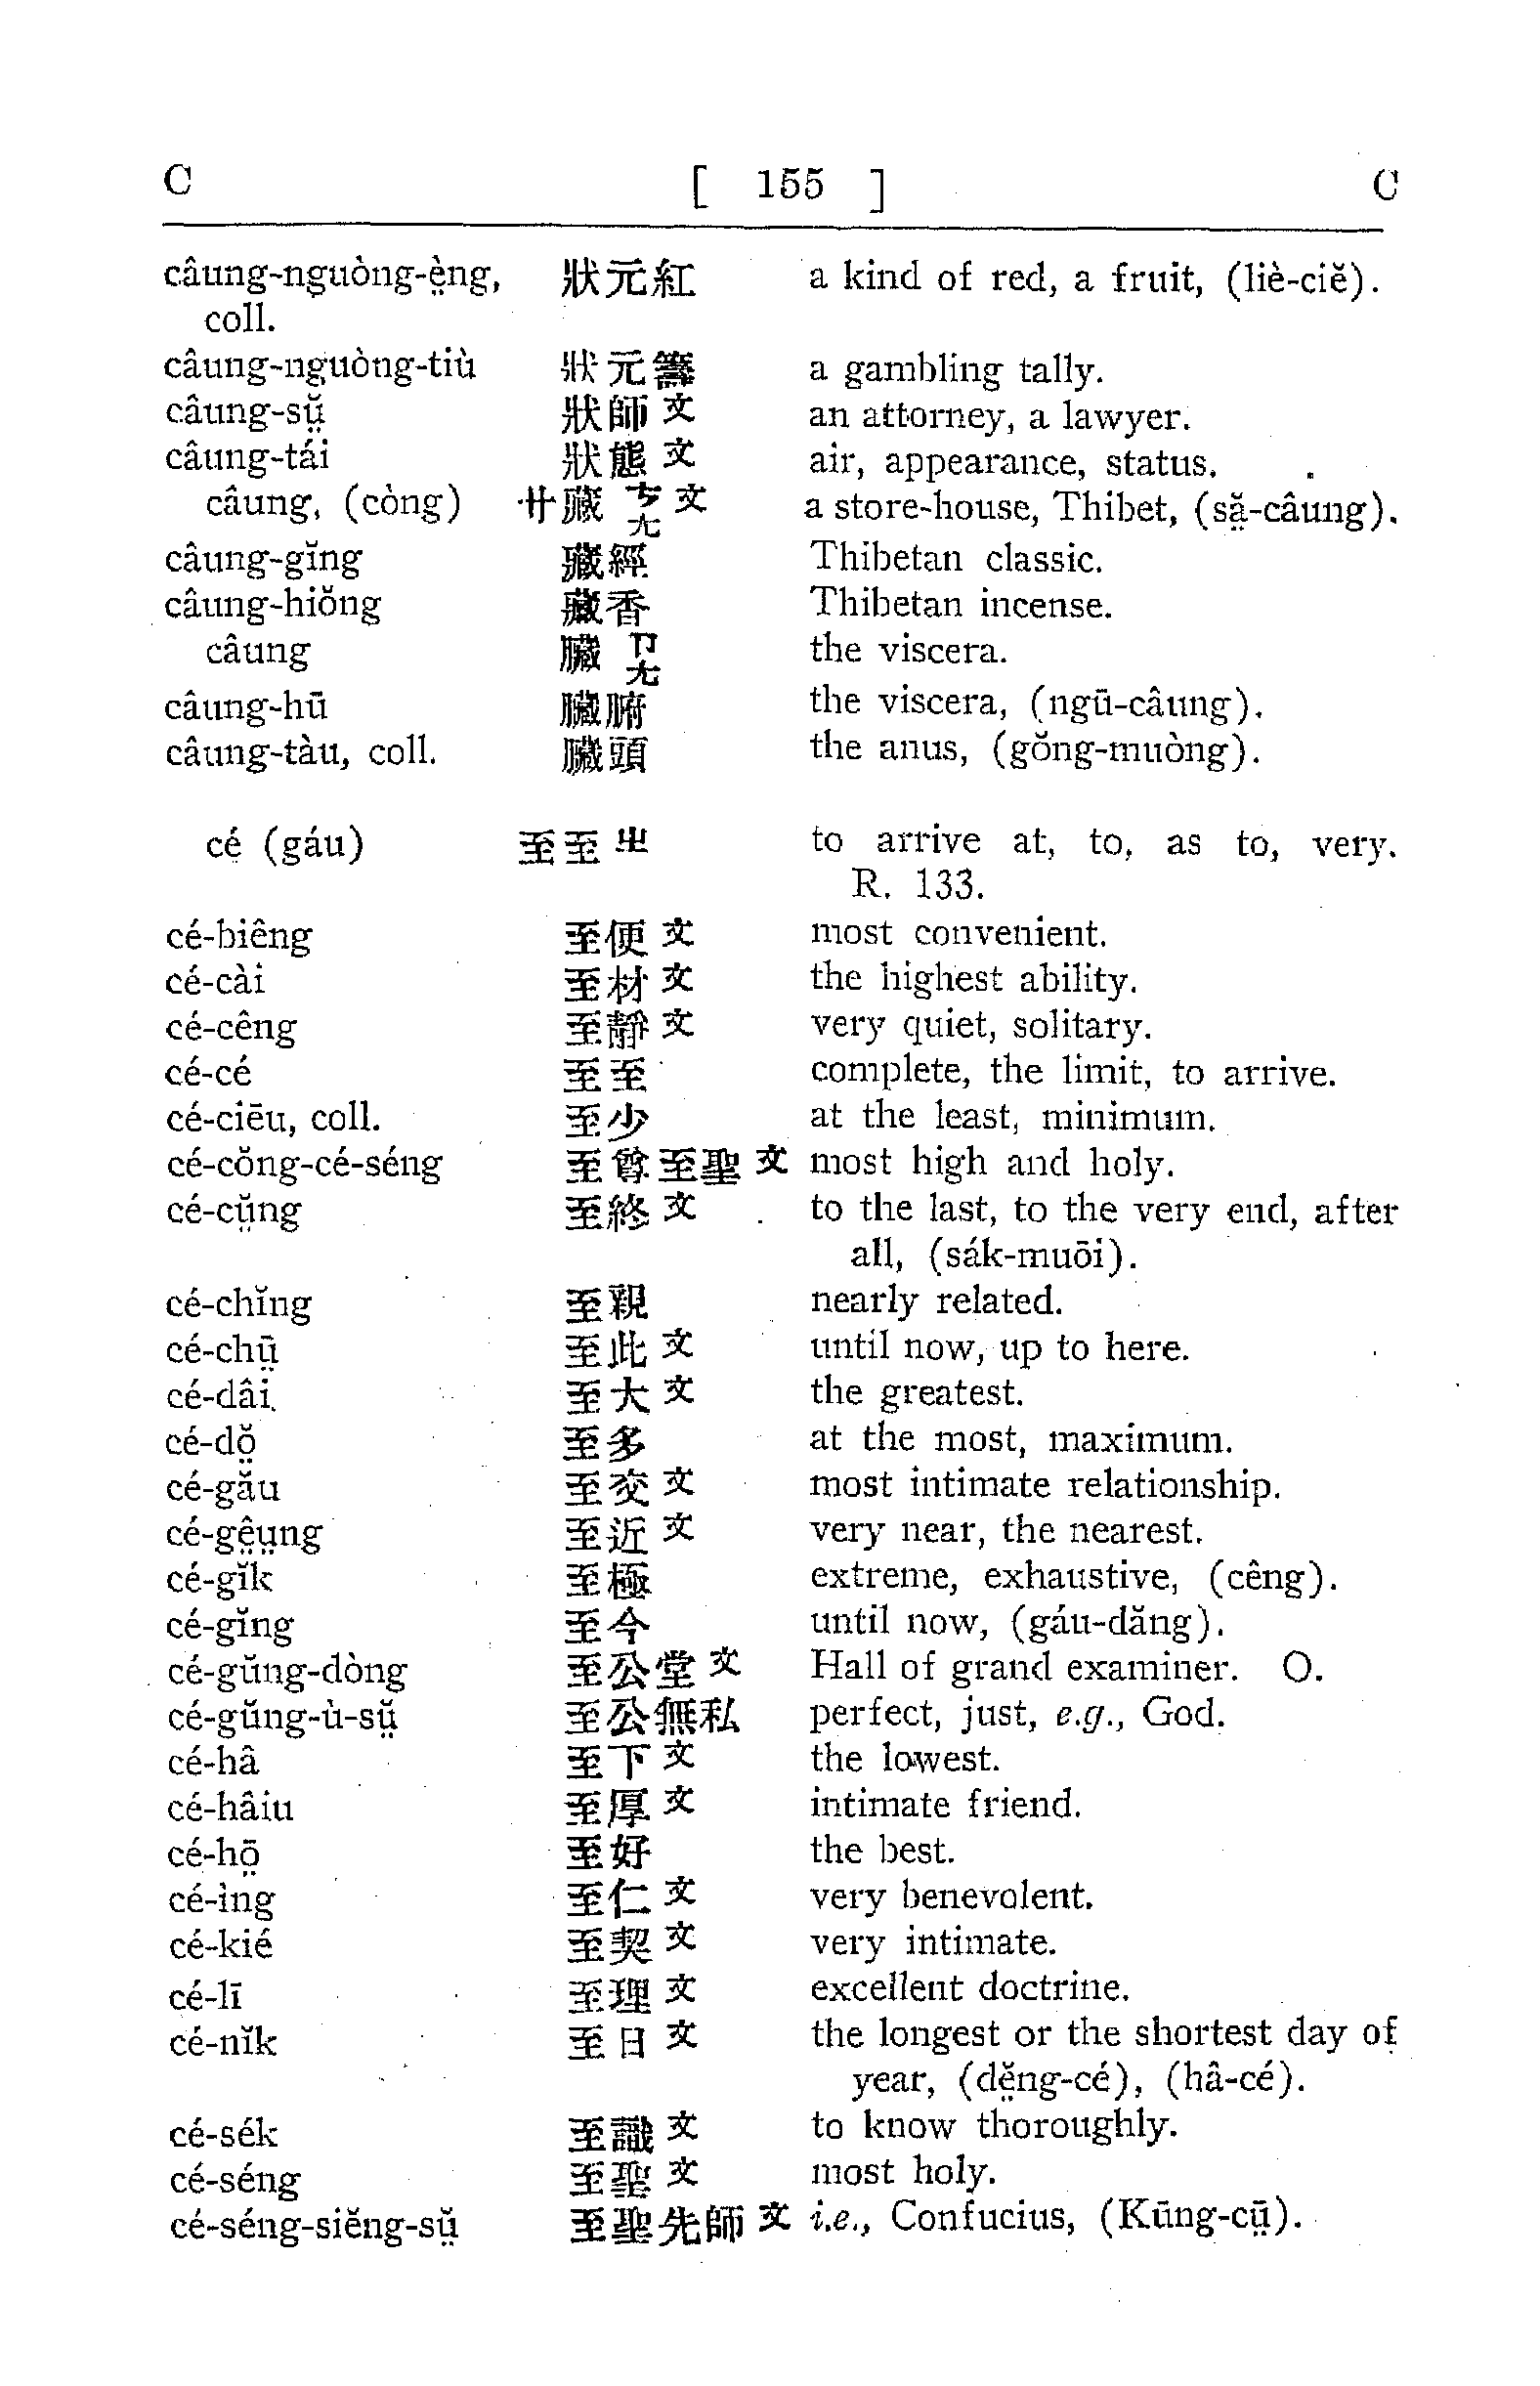 C [ 155 ] C
câung-nguòng-è̤ng, 狀元紅 a kind of red, a fruit, (liè-ciĕ).
coll.
câung-nguòng-tiù 狀元籌 a gambling tally.
câung-sṳ̆ 狀師文 an attorney, a lawyer.
câung-tái 狀態文 air, appearance, status.
câung, (còng) 艹藏 ㄘㄤ 文 a store-house, Thibet, (să̤-câung).
câung-gĭng 藏經 Thibetan classic.
câung-hiŏng 藏香 Thibetan incense.
câung 臟 ㄗㄤ the viscera.
câung-hū 臟腑 the viscera, (ngū-câung).
câung-tàu, coll. 臟頭 the anus, (gŏng-muòng).
cé (gáu) 至至㞢 to arrive at, to, as to, very.
R. 133.
cé-biêng 至便文 most convenient.
cé-cài 至材文 the highest ability.
cé-cêng 至靜文 very quiet, solitary.
cé-cé 至至 complete, the limit, to arrive.
cé-ciēu, coll. 至少 at the least, minimum.
cé-cŏng-cé-séng 至尊至聖文 most high and holy.
cé-cṳ̆ng 至終文 to the last, to the very end, after
all, (sák-muōi).
cé-chĭng 至親 nearly related.
cé-chṳ̄ 至此文 until now, up to here.
cé-dâi 至大文 the greatest.
cé-dŏ̤ 至多 at the most, maximum.
cé-gău 至交文 most intimate relationship.
cé-gê̤ṳng 至近文 very near, the nearest.
cé-gĭk 至極 extreme, exhaustive, (cêng).
cé-gĭng 至今 until now, (gáu-dăng).
cé-gŭng-dòng 至公堂文 Hall of grand examiner. O.
cé-gŭng-ù-sṳ̆ 至公無私 perfect, just, e.g., God.
cé-hâ 至下文 the lowest.
cé-hâiu 至厚文 intimate friend.
cé-hō̤ 至好 the best.
cé-ìng 至仁文 very benevolent.
cé-kié 至契文 very intimate.
cé-lī 至理文 excellent doctrine.
cé-nĭk 至日文 the longest or the shortest day of
year, (dĕ̤ng-cé), (hâ-cé).
cé-sék 至識文 to know thoroughly.
cé-séng 至聖文 most holy.
cé-séng-siĕng-sṳ̆ 至聖先師文 i.e., Confucius, (Kūng-cṳ̄).